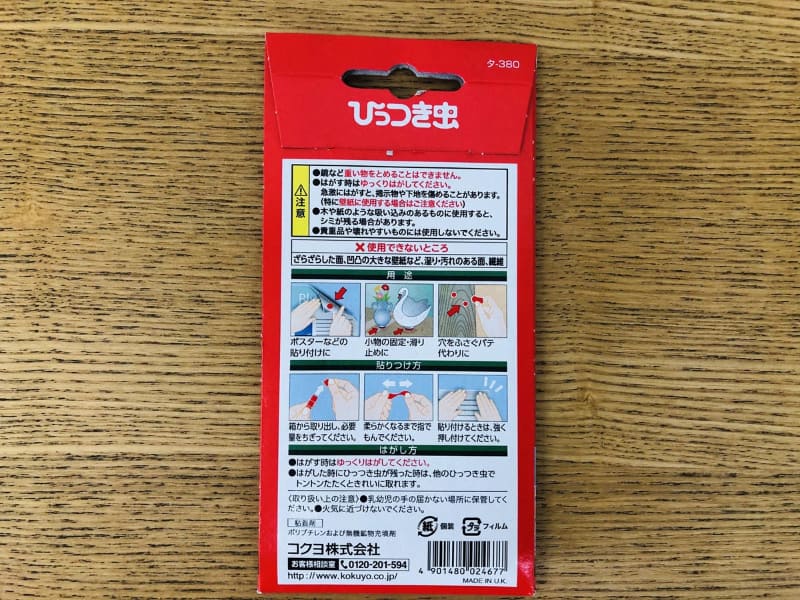 タ-380
ひっつき虫
注意
●鏡など重い物をとめることはできません。
●はがす時はゆっくりはがしてください。
急激にはがすと、掲示物や下地を傷めることがあります。
(特に壁紙に使用する場合はご注意ください)
●木や紙のような吸い込みのあるものに使用すると、
シミが残る場合があります。
●貴重品や壊れやすいものには使用しないでください。
×使用できないところ
ざらざらした面、凹凸の大きな壁紙など、湿り・汚れのある面、繊維
用途
ポスターなどの
貼り付けに
小物の固定・滑り
止めに
穴をふさぐパテ
代わりに
貼りつけ方
箱から取り出し、必要
量をちぎってください。
柔らかくなるまで指で
もんでください。
貼り付けるときは、強く
押し付けてください。
はがし方
●はがす時はゆっくりはがしてください。
●はがした時にひっつき虫が残った時は、他のひっつき虫で
トントンたたくときれいに取れます。
〈取り扱い上の注意〉●乳幼児の手の届かない場所に保管してく
ださい。●火気に近づけないでください。
粘着剤
ポリブチレンおよび無機鉱物充填剤
紙 個装
プラ フィルム
コクヨ株式会社
お客様相談室 0120-201-594
http://www.kokuyo.co.jp/
4 901480 024677
MADE IN U.K.